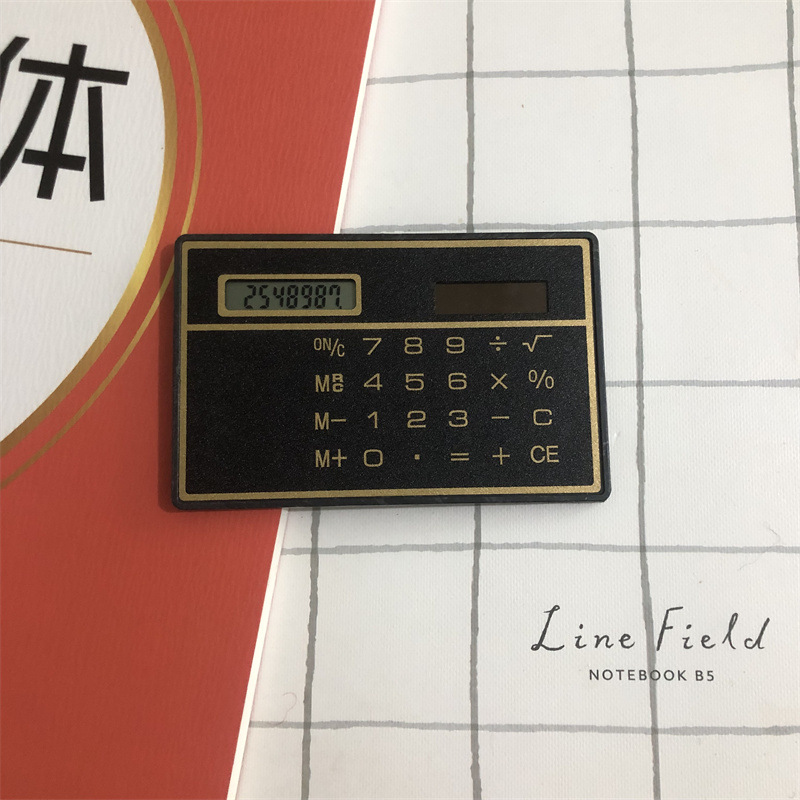 体
2548987.
ON/C 7 8 9 ÷ √
MRC 4 5 6 × %
M− 1 2 3 − C
M+ 0 · = + CE
Line Field
NOTEBOOK B5